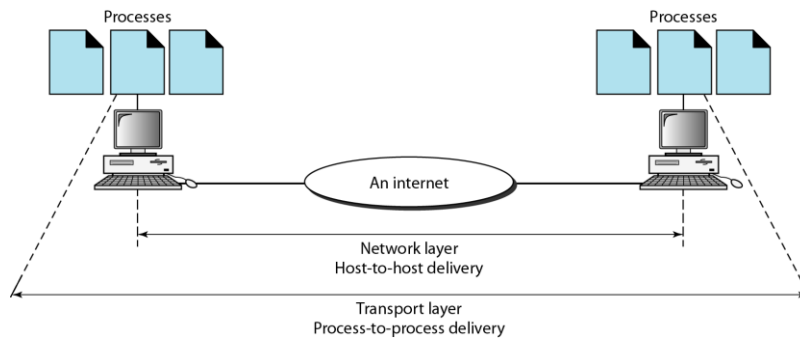 Processes
Processes
An internet
Network layer
Host-to-host delivery
Transport layer
Process-to-process delivery